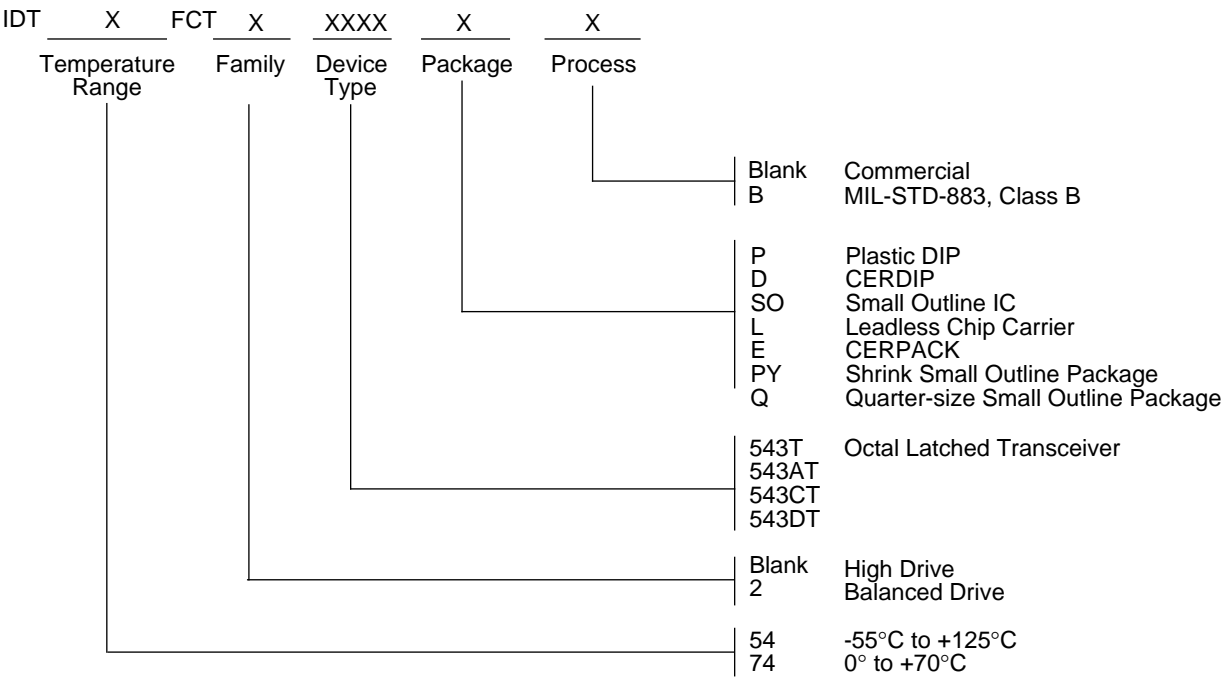 IDT X FCT X XXXX X X
Temperature Range Family Device Type Package Process
Blank Commercial
B MIL-STD-883, Class B
P Plastic DIP
D CERDIP
SO Small Outline IC
L Leadless Chip Carrier
E CERPACK
PY Shrink Small Outline Package
Q Quarter-size Small Outline Package
543T Octal Latched Transceiver
543AT
543CT
543DT
Blank High Drive
2 Balanced Drive
54 -55°C to +125°C
74 0° to +70°C